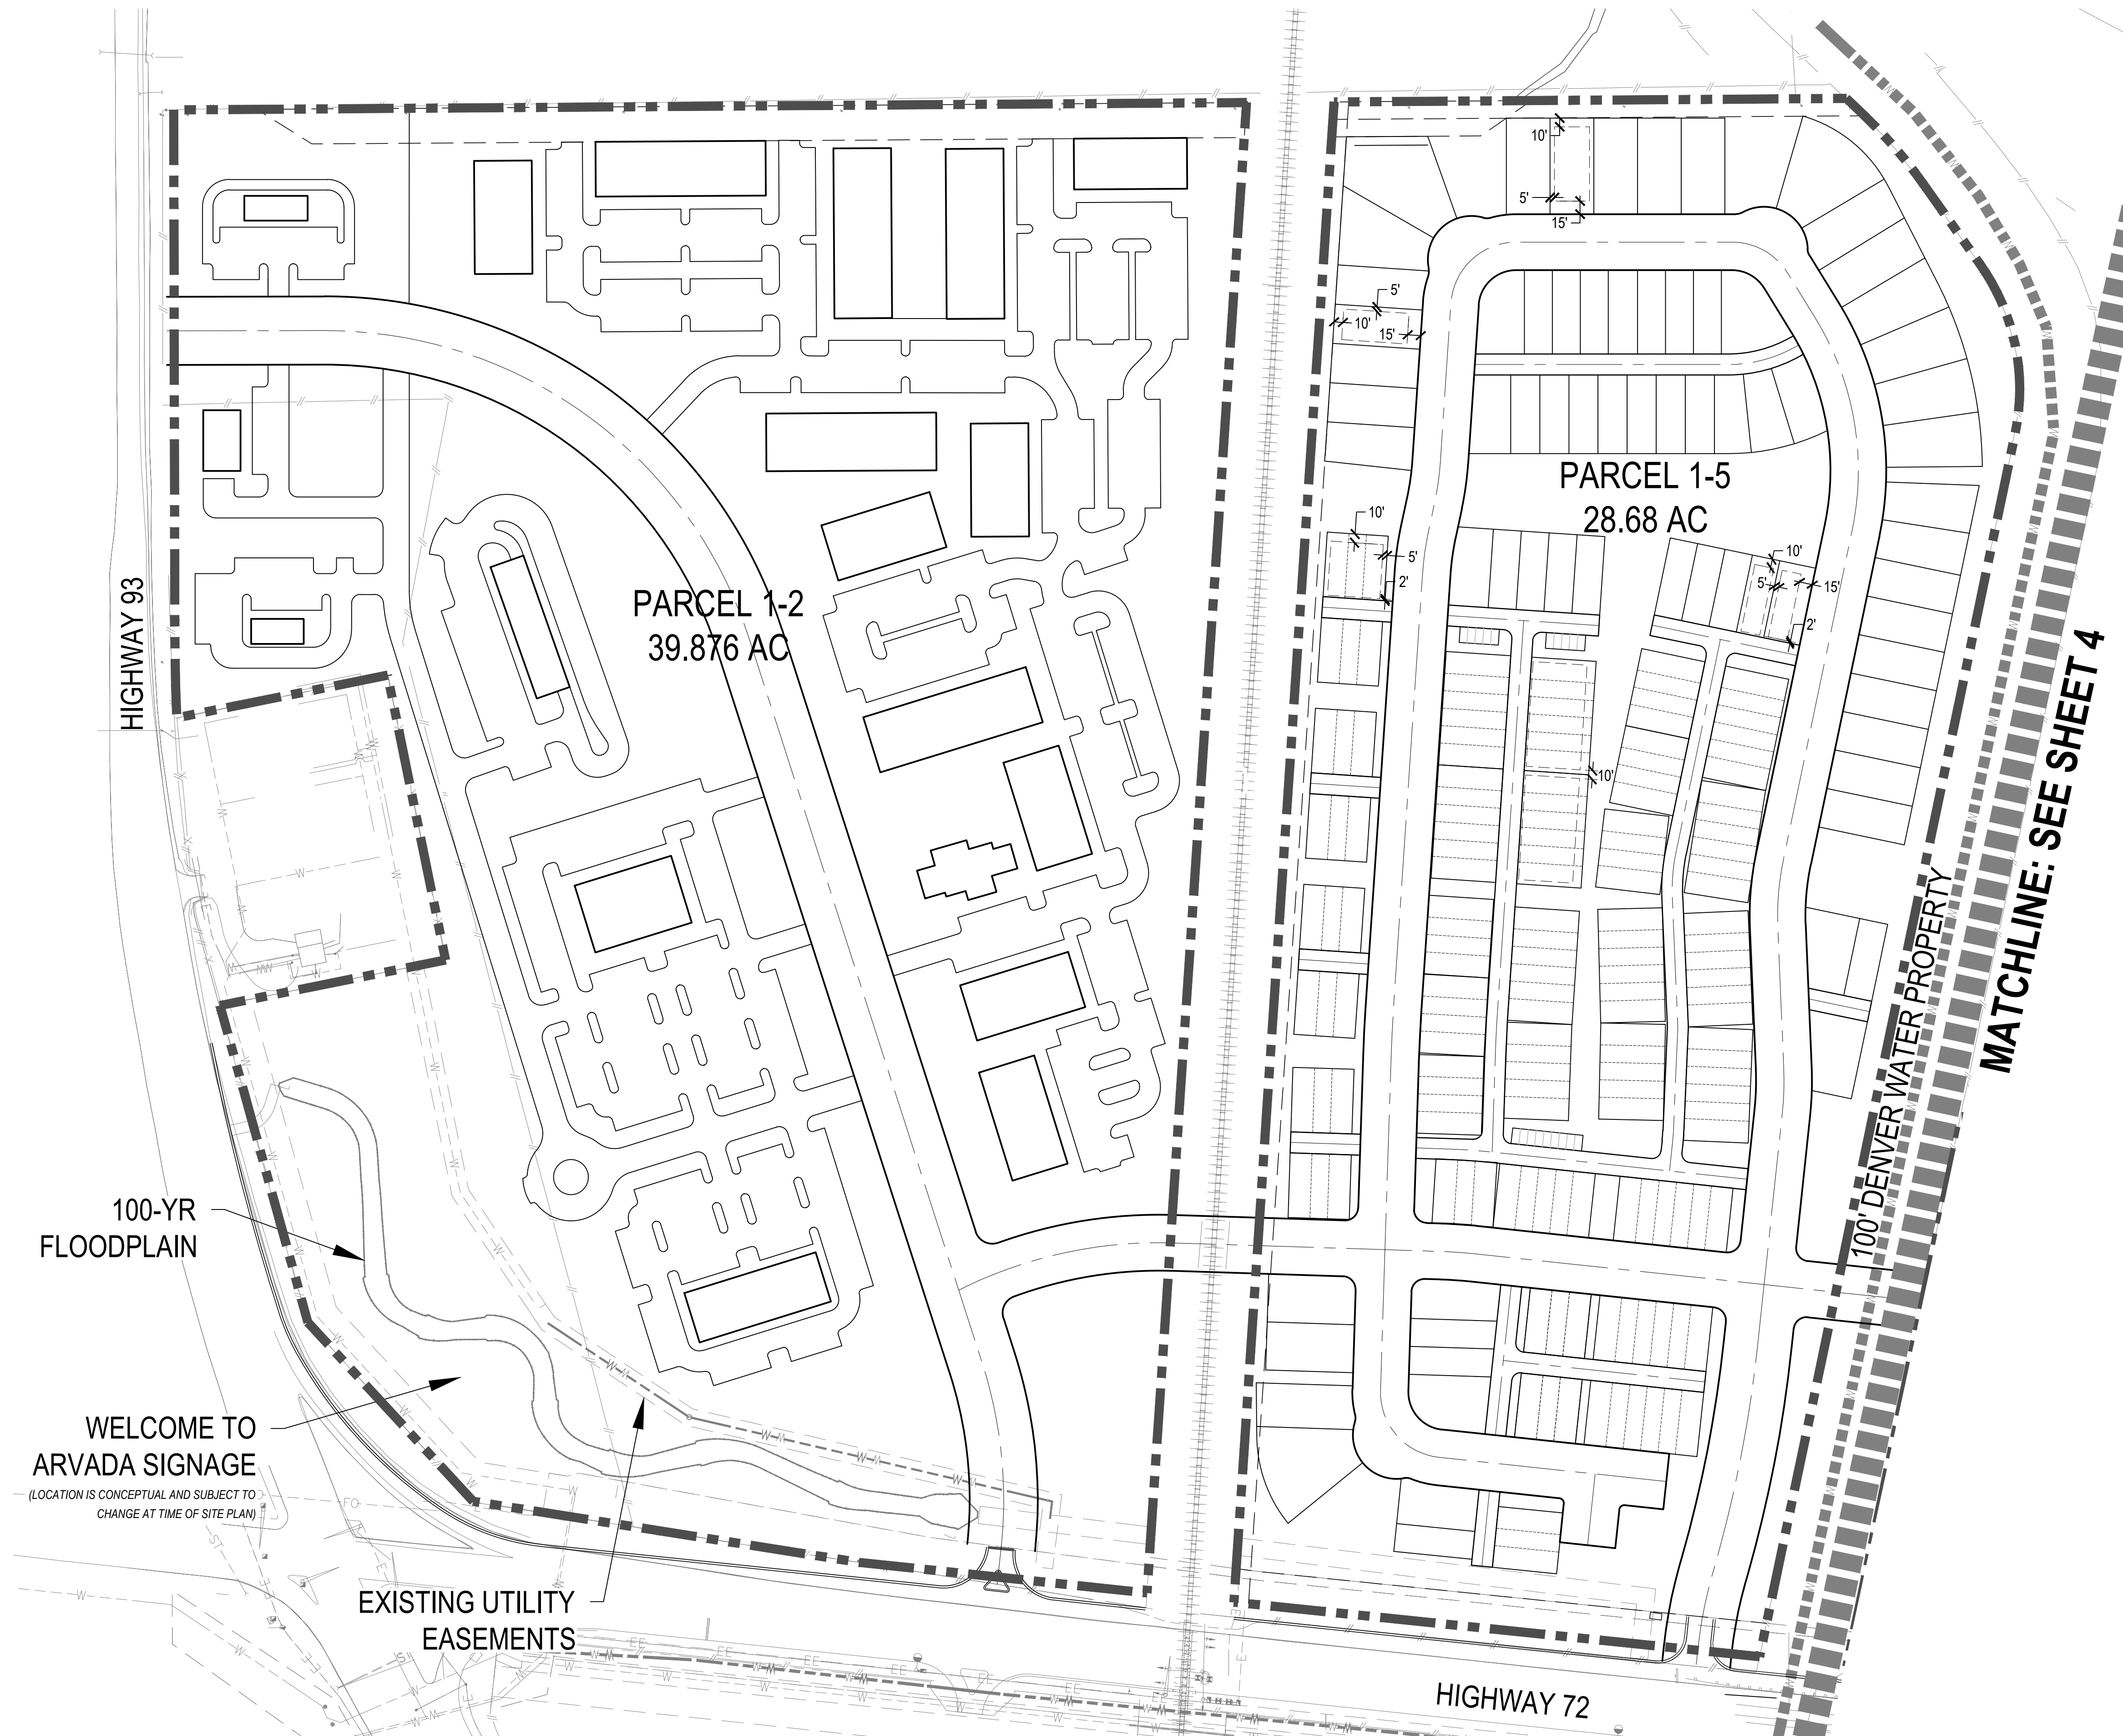 10'
5'
15'
5'
10'
15'
PARCEL 1-5
28.68 AC
10'
5'
2'
10'
5'
15'
2'
10'
HIGHWAY 93
PARCEL 1-2
39.876 AC
MATCHLINE: SEE SHEET 4
100' DENVER WATER PROPERTY
100-YR
FLOODPLAIN
WELCOME TO
ARVADA SIGNAGE
(LOCATION IS CONCEPTUAL AND SUBJECT TO
CHANGE AT TIME OF SITE PLAN)
EXISTING UTILITY
EASEMENTS
HIGHWAY 72